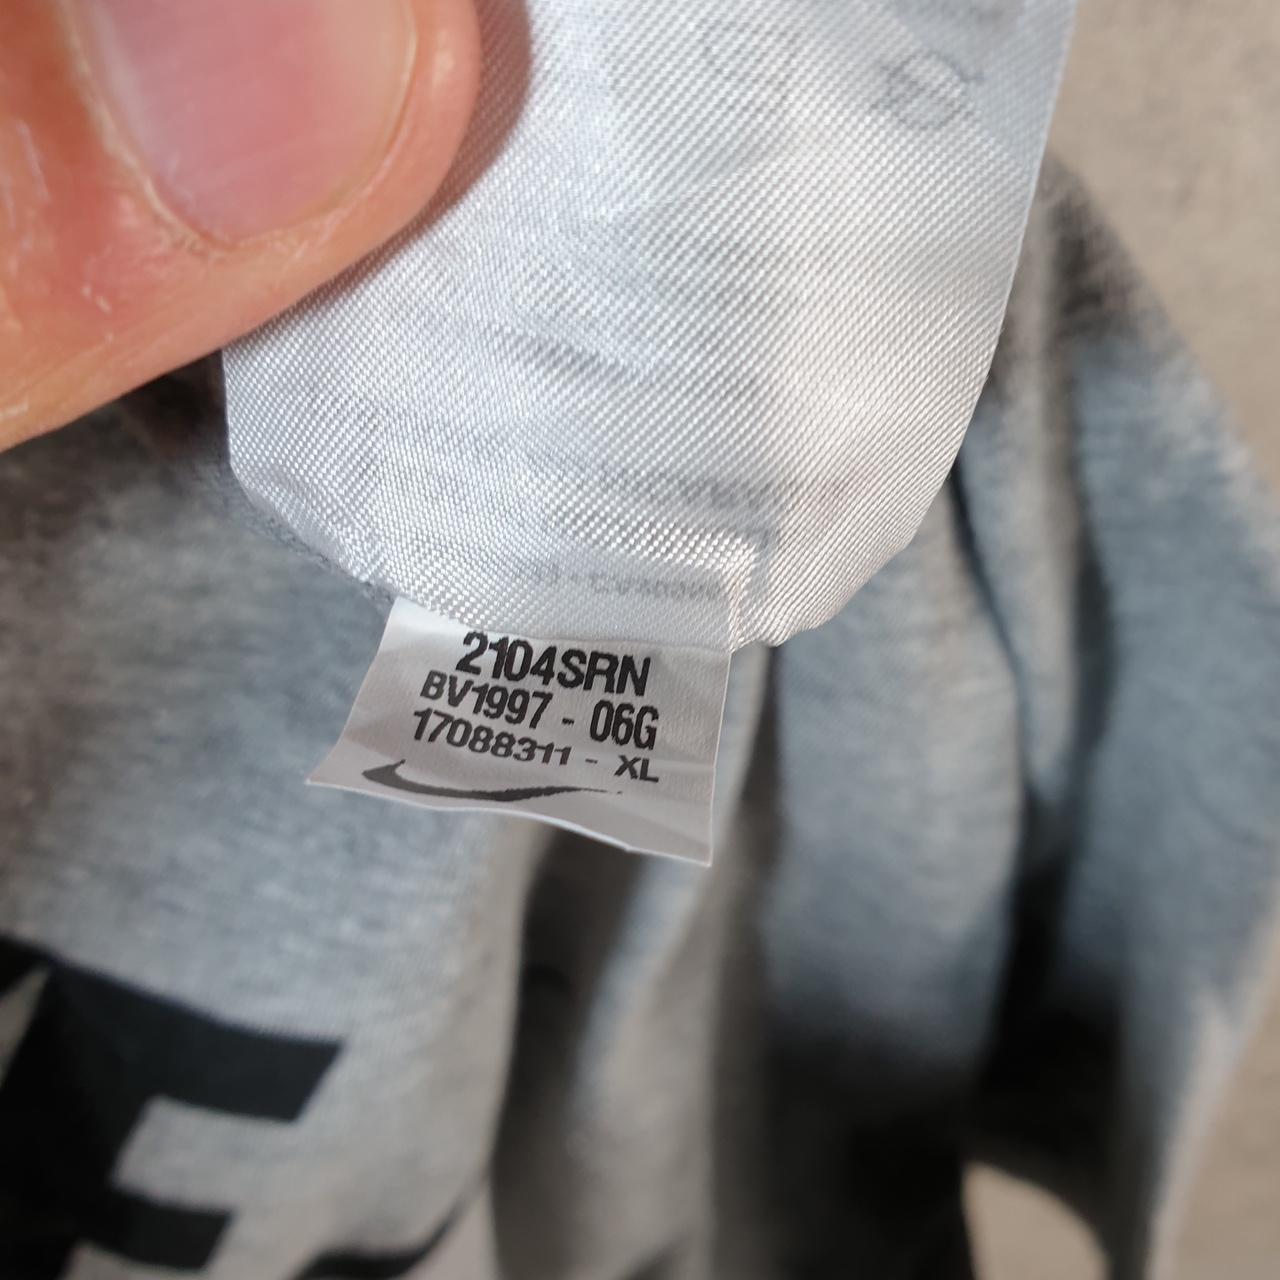 2104SRN
BV1997 - 06G
17088311 - XL